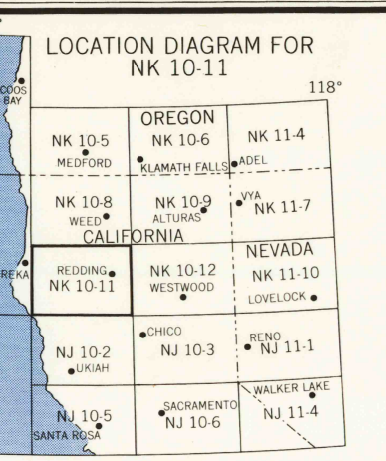 LOCATION DIAGRAM FOR
NK 10-11
118°
COOS
BAY
OREGON
NK 10-5
MEDFORD
NK 10-6
KLAMATH FALLS
NK 11-4
ADEL
NK 10-8
WEED
NK 10-9
ALTURAS
VYA
NK 11-7
CALIFORNIA
NEVADA
REKA
REDDING
NK 10-11
NK 10-12
WESTWOOD
NK 11-10
LOVELOCK
NJ 10-2
UKIAH
CHICO
NJ 10-3
RENO
NJ 11-1
NJ 10-5
SANTA ROSA
SACRAMENTO
NJ 10-6
WALKER LAKE
NJ 11-4